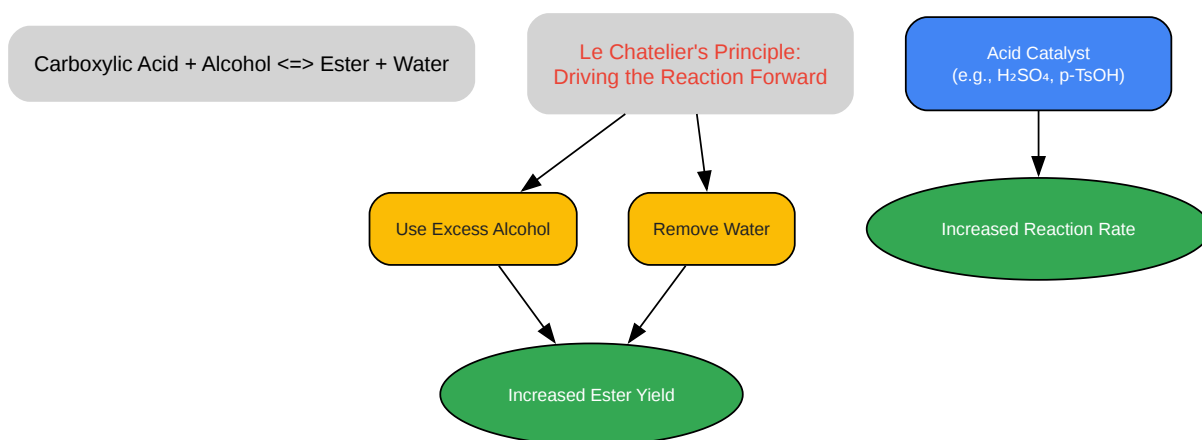 Carboxylic Acid + Alcohol <=> Ester + Water
Le Chatelier's Principle:
Driving the Reaction Forward
Acid Catalyst
(e.g., H₂SO₄, p-TsOH)
Use Excess Alcohol
Remove Water
Increased Reaction Rate
Increased Ester Yield